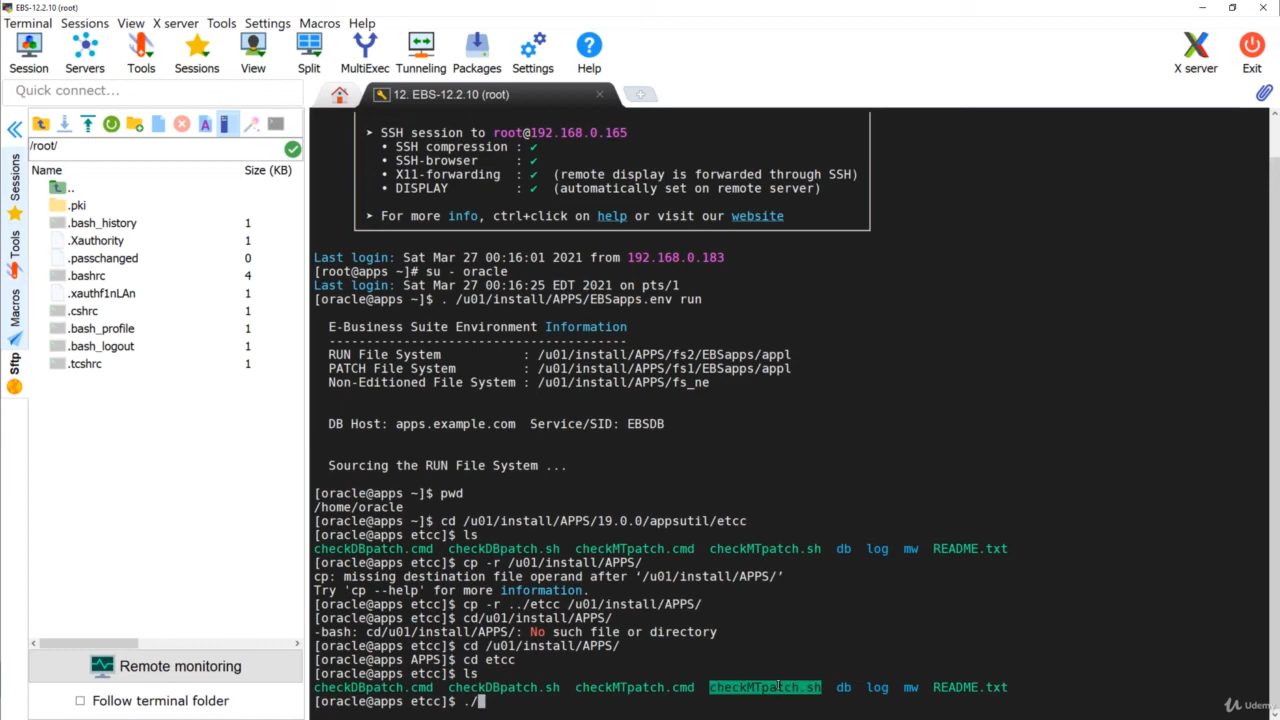 EBS-12.2.10 (root)
Terminal Sessions View X server Tools Settings Macros Help
Session Servers Tools Sessions View Split MultiExec Tunneling Packages Settings Help X server Exit
Quick connect...
12. EBS-12.2.10 (root)
/root/
Name Size (KB)
..
.pki
.bash_history 1
.Xauthority 1
.passchanged 0
.bashrc 4
.xauthf1nLAn 1
.cshrc 1
.bash_profile 1
.bash_logout 1
.tcshrc 1
Sessions
Tools
Macros
Sftp
Remote monitoring
Follow terminal folder
➤ SSH session to root@192.168.0.165
• SSH compression : ✔
• SSH-browser : ✔
• X11-forwarding : ✔ (remote display is forwarded through SSH)
• DISPLAY : ✔ (automatically set on remote server)
➤ For more info, ctrl+click on help or visit our website
Last login: Sat Mar 27 00:16:01 2021 from 192.168.0.183
[root@apps ~]# su - oracle
Last login: Sat Mar 27 00:16:25 EDT 2021 on pts/1
[oracle@apps ~]$ . /u01/install/APPS/EBSapps.env run
E-Business Suite Environment Information
----------------------------------------
RUN File System : /u01/install/APPS/fs2/EBSapps/appl
PATCH File System : /u01/install/APPS/fs1/EBSapps/appl
Non-Editioned File System : /u01/install/APPS/fs_ne
DB Host: apps.example.com Service/SID: EBSDB
Sourcing the RUN File System ...
[oracle@apps ~]$ pwd
/home/oracle
[oracle@apps ~]$ cd /u01/install/APPS/19.0.0/appsutil/etcc
[oracle@apps etcc]$ ls
checkDBpatch.cmd checkDBpatch.sh checkMTpatch.cmd checkMTpatch.sh db log mw README.txt
[oracle@apps etcc]$ cp -r /u01/install/APPS/
cp: missing destination file operand after ‘/u01/install/APPS/’
Try 'cp --help' for more information.
[oracle@apps etcc]$ cp -r ../etcc /u01/install/APPS/
[oracle@apps etcc]$ cd/u01/install/APPS/
-bash: cd/u01/install/APPS/: No such file or directory
[oracle@apps etcc]$ cd /u01/install/APPS/
[oracle@apps APPS]$ cd etcc
[oracle@apps etcc]$ ls
checkDBpatch.cmd checkDBpatch.sh checkMTpatch.cmd checkMTpatch.sh db log mw README.txt
[oracle@apps etcc]$ ./
Udemy